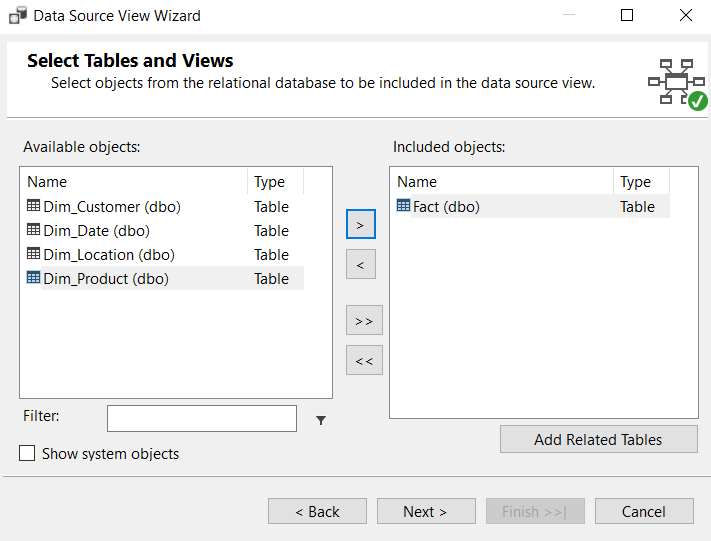 Data Source View Wizard
Select Tables and Views
Select objects from the relational database to be included in the data source view.
Available objects:
Name Type
Dim_Customer (dbo) Table
Dim_Date (dbo) Table
Dim_Location (dbo) Table
Dim_Product (dbo) Table
>
<
>>
<<
Included objects:
Name Type
Fact (dbo) Table
Filter:
Show system objects
Add Related Tables
< Back Next > Finish >>| Cancel